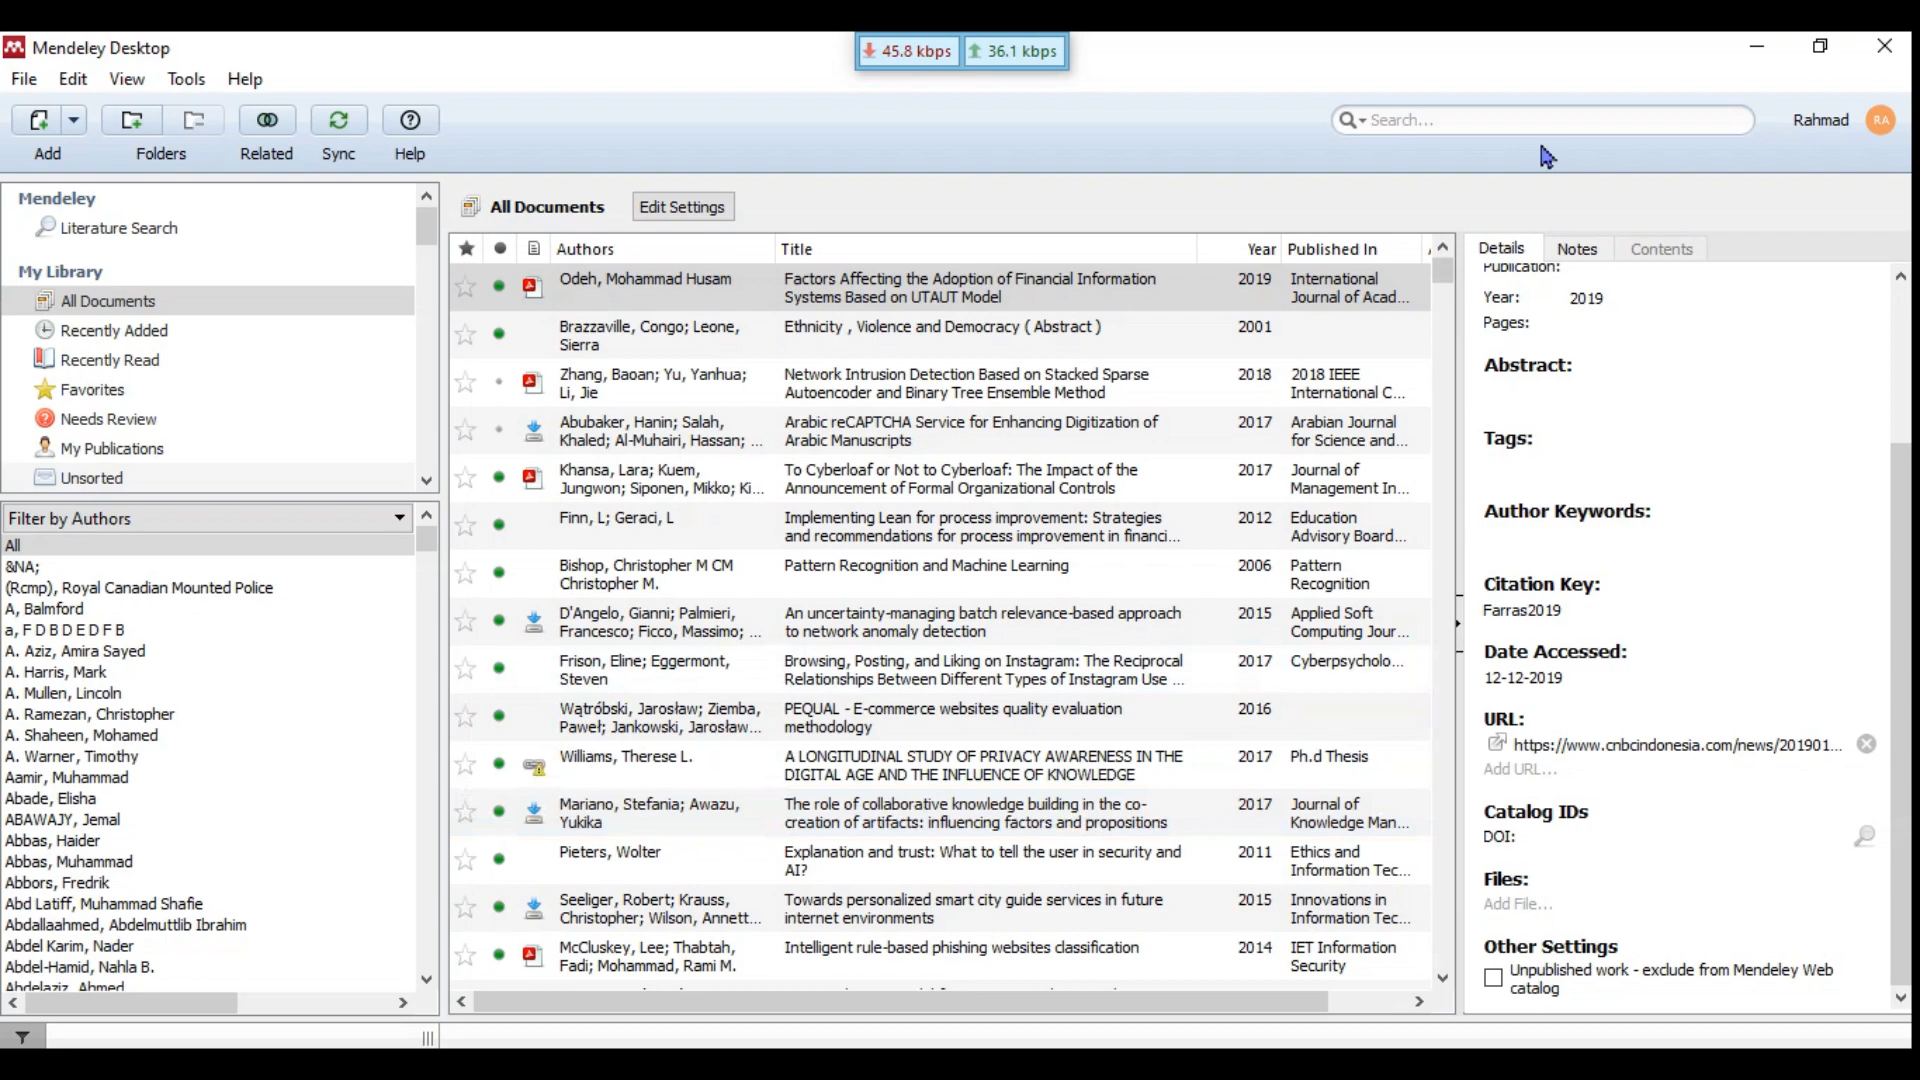 Mendeley Desktop
45.8 kbps
36.1 kbps
File Edit View Tools Help
Search...
Rahmad
RA
Add
Folders
Related
Sync
Help
Mendeley
Literature Search
My Library
All Documents
Recently Added
Recently Read
Favorites
Needs Review
My Publications
Unsorted
Filter by Authors
All
&NA;
(Rcmp), Royal Canadian Mounted Police
A, Balmford
a, F D B D E D F B
A. Aziz, Amira Sayed
A. Harris, Mark
A. Mullen, Lincoln
A. Ramezan, Christopher
A. Shaheen, Mohamed
A. Warner, Timothy
Aamir, Muhammad
Abade, Elisha
ABAWAJY, Jemal
Abbas, Haider
Abbas, Muhammad
Abbors, Fredrik
Abd Latiff, Muhammad Shafie
Abdallaahmed, Abdelmuttlib Ibrahim
Abdel Karim, Nader
Abdel-Hamid, Nahla B.
Abdelaziz, Ahmed
All Documents
Edit Settings
Authors Title Year Published In
Odeh, Mohammad Husam Factors Affecting the Adoption of Financial Information 2019 International
Systems Based on UTAUT Model Journal of Acad...
Brazzaville, Congo; Leone, Ethnicity , Violence and Democracy ( Abstract ) 2001
Sierra
Zhang, Baoan; Yu, Yanhua; Network Intrusion Detection Based on Stacked Sparse 2018 2018 IEEE
Li, Jie Autoencoder and Binary Tree Ensemble Method International C...
Abubaker, Hanin; Salah, Arabic reCAPTCHA Service for Enhancing Digitization of 2017 Arabian Journal
Khaled; Al-Muhairi, Hassan; ... Arabic Manuscripts for Science and...
Khansa, Lara; Kuem, To Cyberloaf or Not to Cyberloaf: The Impact of the 2017 Journal of
Jungwon; Siponen, Mikko; Ki... Announcement of Formal Organizational Controls Management In...
Finn, L; Geraci, L Implementing Lean for process improvement: Strategies 2012 Education
and recommendations for process improvement in financi... Advisory Board...
Bishop, Christopher M CM Pattern Recognition and Machine Learning 2006 Pattern
Christopher M. Recognition
D'Angelo, Gianni; Palmieri, An uncertainty-managing batch relevance-based approach 2015 Applied Soft
Francesco; Ficco, Massimo; ... to network anomaly detection Computing Jour...
Frison, Eline; Eggermont, Browsing, Posting, and Liking on Instagram: The Reciprocal 2017 Cyberpsycholo...
Steven Relationships Between Different Types of Instagram Use ...
Wątróbski, Jarosław; Ziemba, PEQUAL - E-commerce websites quality evaluation 2016
Paweł; Jankowski, Jarosław... methodology
Williams, Therese L. A LONGITUDINAL STUDY OF PRIVACY AWARENESS IN THE 2017 Ph.d Thesis
DIGITAL AGE AND THE INFLUENCE OF KNOWLEDGE
Mariano, Stefania; Awazu, The role of collaborative knowledge building in the co- 2017 Journal of
Yukika creation of artifacts: influencing factors and propositions Knowledge Man...
Pieters, Wolter Explanation and trust: What to tell the user in security and 2011 Ethics and
AI? Information Tec...
Seeliger, Robert; Krauss, Towards personalized smart city guide services in future 2015 Innovations in
Christopher; Wilson, Annett... internet environments Information Tec...
McCluskey, Lee; Thabtah, Intelligent rule-based phishing websites classification 2014 IET Information
Fadi; Mohammad, Rami M. Security
Details Notes Contents
Publication:
Year: 2019
Pages:
Abstract:
Tags:
Author Keywords:
Citation Key:
Farras2019
Date Accessed:
12-12-2019
URL:
https://www.cnbcindonesia.com/news/201901...
Add URL...
Catalog IDs
DOI:
Files:
Add File...
Other Settings
Unpublished work - exclude from Mendeley Web
catalog